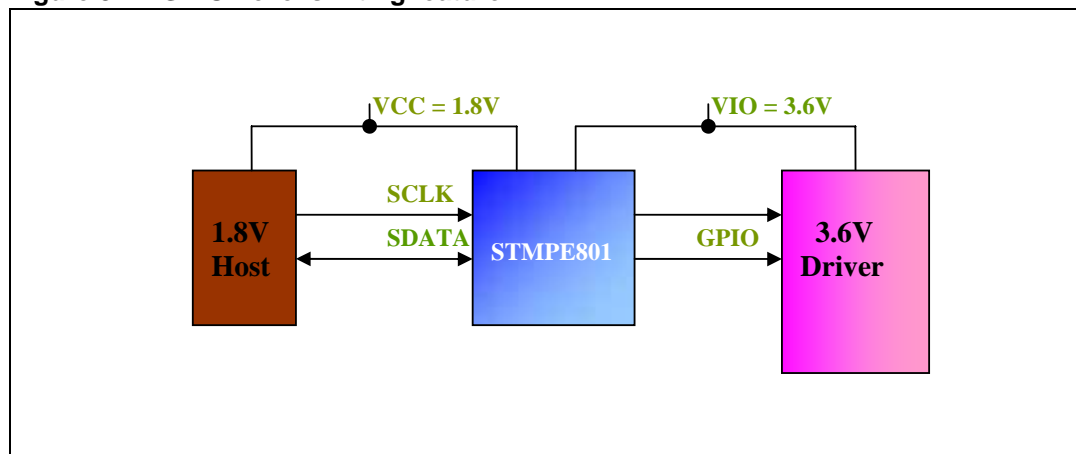 VCC = 1.8V
VIO = 3.6V
SCLK
1.8V
Host
SDATA
STMPE801
GPIO
3.6V
Driver